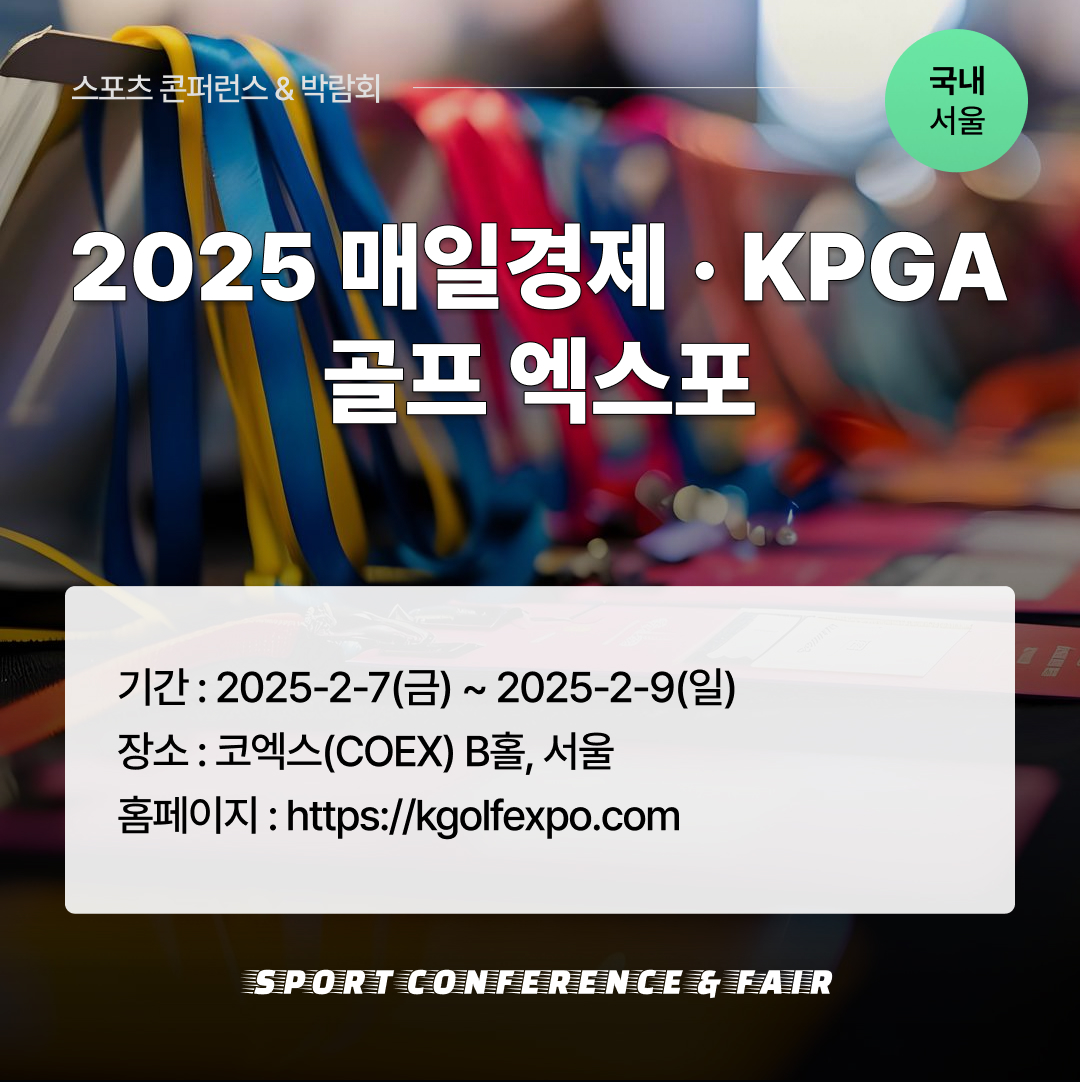 스포츠 콘퍼런스 & 박람회
국내
서울
2025 매일경제 · KPGA
골프 엑스포
기간 : 2025-2-7(금) ~ 2025-2-9(일)
장소 : 코엑스(COEX) B홀, 서울
홈페이지 : https://kgolfexpo.com
SPORT CONFERENCE & FAIR